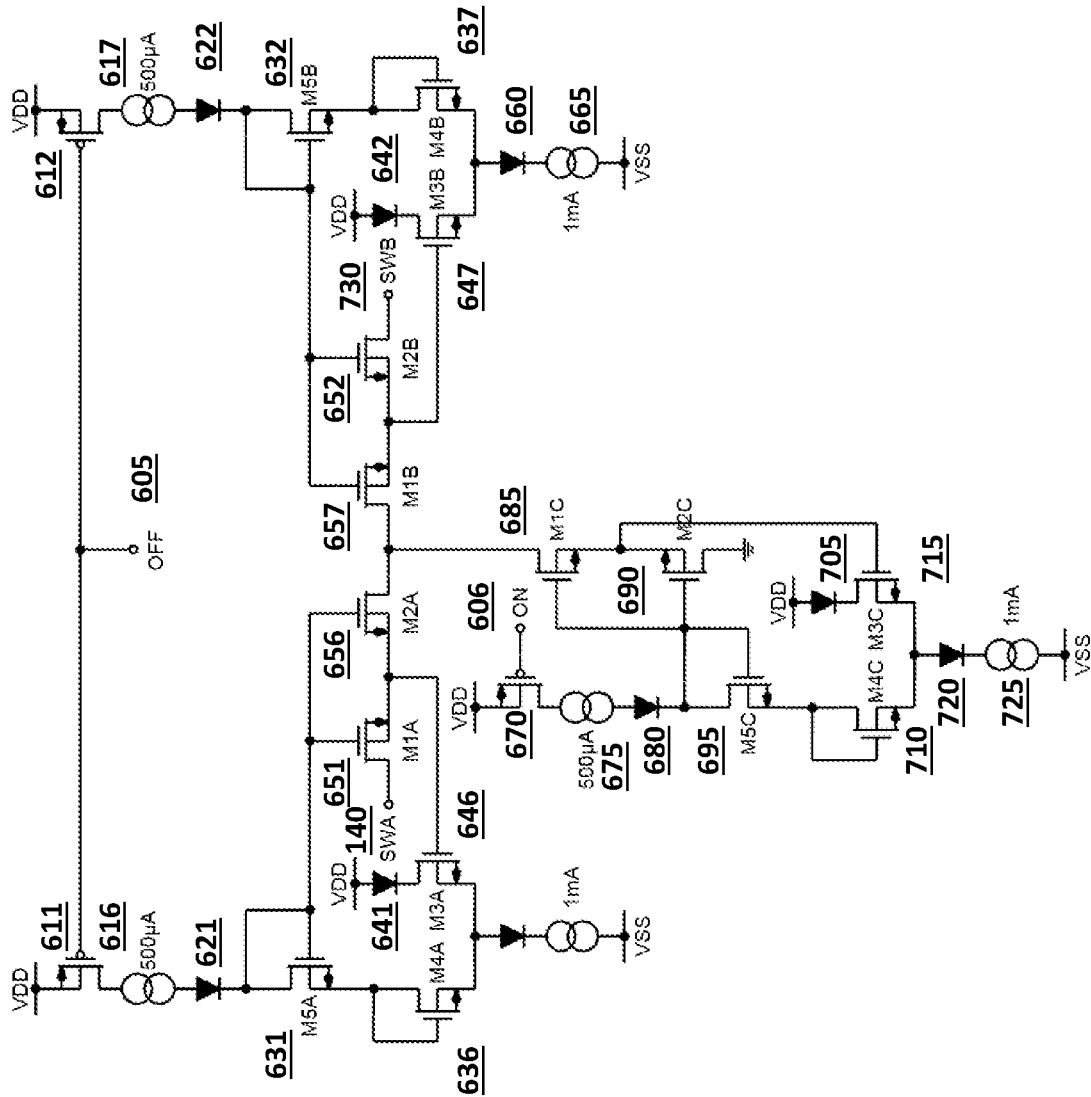 VDD
VDD
611
612
616
617
500µA
500µA
605
OFF
621
622
631
M5A
632
M5B
VDD
641
140
SWA
651
M1A
656
M2A
657
M1B
652
M2B
730
SWB
VDD
642
M4A
M3A
M3B
M4B
636
646
647
637
1mA
VSS
660
1mA
665
VSS
VDD
670
606
ON
500µA
675
680
685
M1C
690
M2C
695
M5C
VDD
705
M4C
M3C
710
715
720
725
1mA
VSS